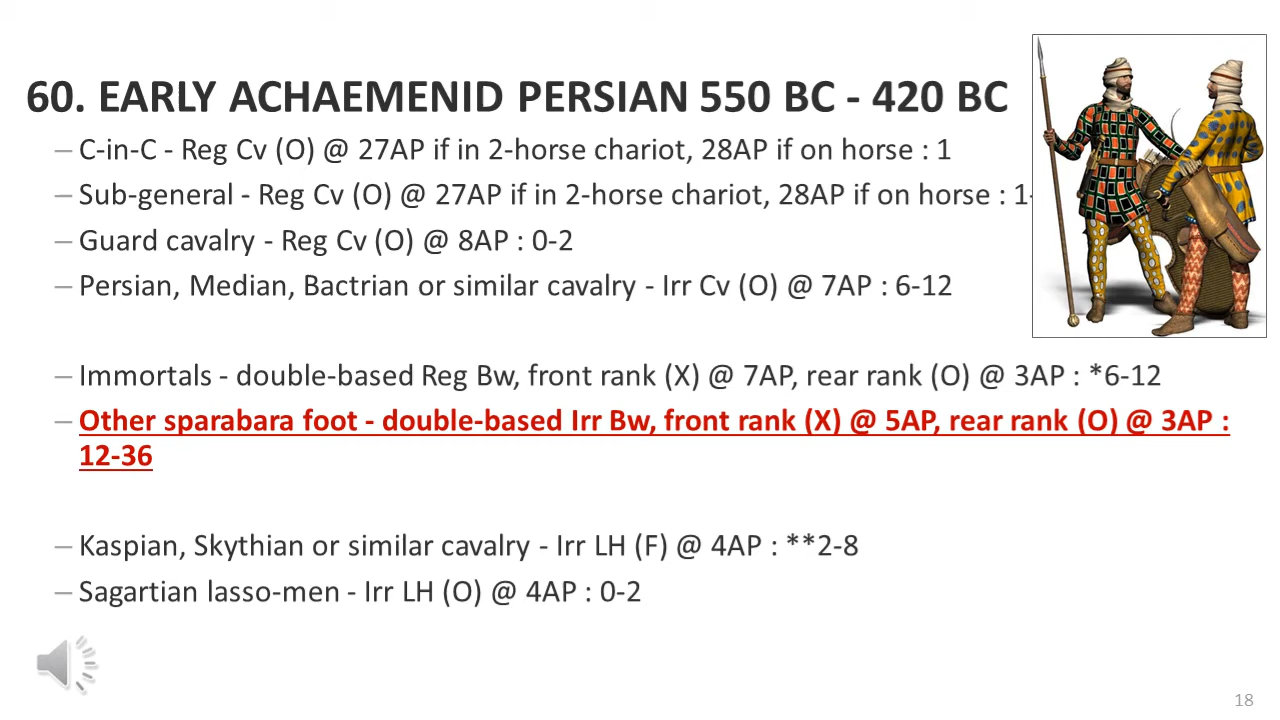 60. EARLY ACHAEMENID PERSIAN 550 BC - 420 BC
– C-in-C - Reg Cv (O) @ 27AP if in 2-horse chariot, 28AP if on horse : 1
– Sub-general - Reg Cv (O) @ 27AP if in 2-horse chariot, 28AP if on horse : 1-
– Guard cavalry - Reg Cv (O) @ 8AP : 0-2
– Persian, Median, Bactrian or similar cavalry - Irr Cv (O) @ 7AP : 6-12
– Immortals - double-based Reg Bw, front rank (X) @ 7AP, rear rank (O) @ 3AP : *6-12
– Other sparabara foot - double-based Irr Bw, front rank (X) @ 5AP, rear rank (O) @ 3AP :
12-36
– Kaspian, Skythian or similar cavalry - Irr LH (F) @ 4AP : **2-8
– Sagartian lasso-men - Irr LH (O) @ 4AP : 0-2
18